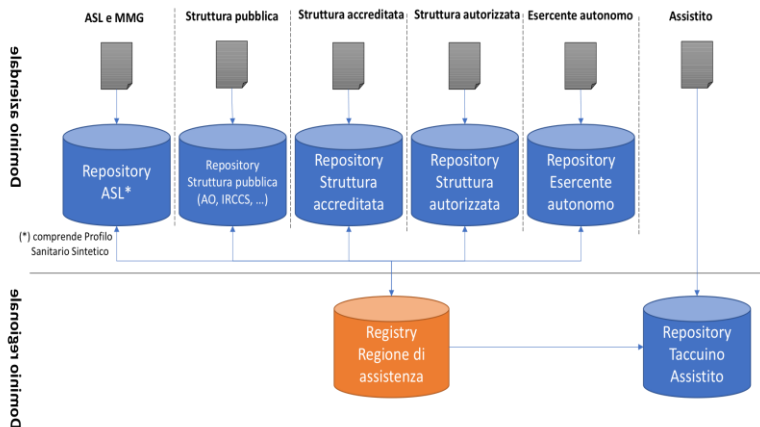 ASL e MMG
Struttura pubblica
Struttura accreditata
Struttura autorizzata
Esercente autonomo
Assistito
Dominio aziendale
Repository
ASL*
Repository
Struttura pubblica
(AO, IRCCS, ...)
Repository
Struttura
accreditata
Repository
Struttura
autorizzata
Repository
Esercente
autonomo
(*) comprende Profilo
Sanitario Sintetico
Dominio regionale
Registry
Regione di
assistenza
Repository
Taccuino
Assistito